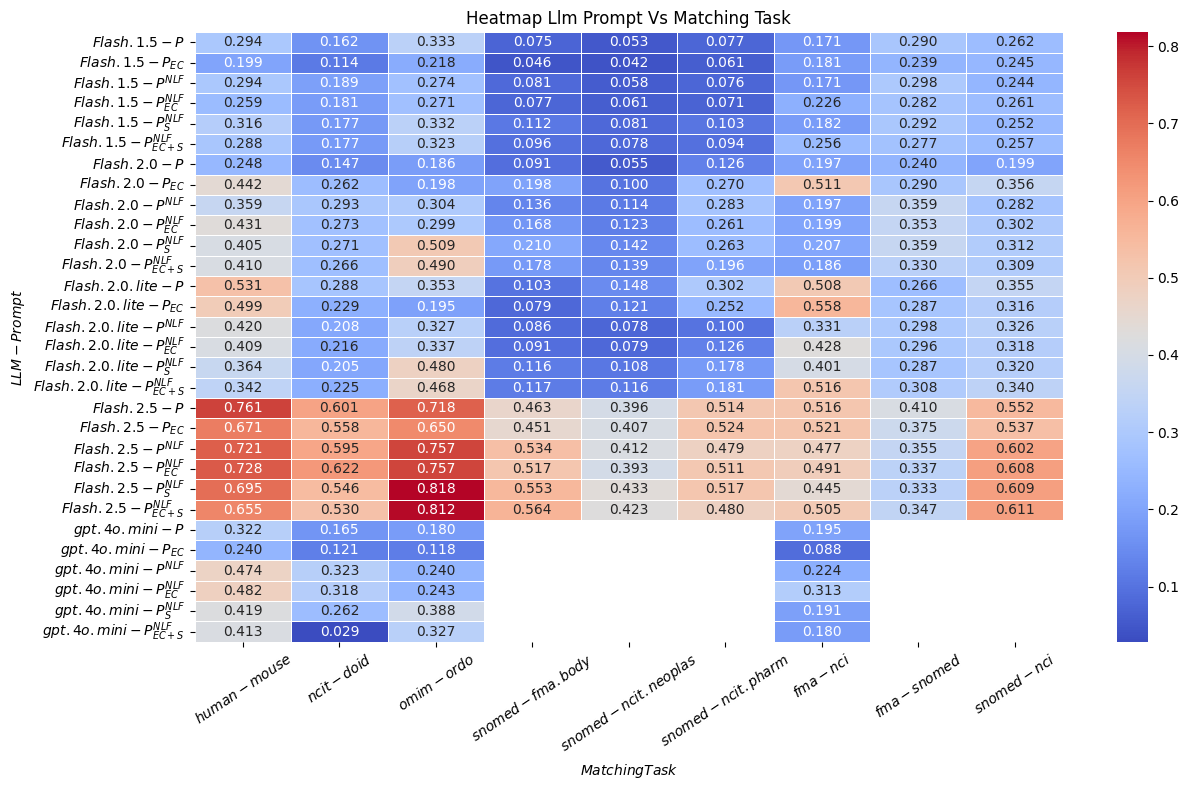 Heatmap Llm Prompt Vs Matching Task
LLM − Prompt
Flash. 1.5 − P 0.294 0.162 0.333 0.075 0.053 0.077 0.171 0.290 0.262
Flash. 1.5 − P_EC 0.199 0.114 0.218 0.046 0.042 0.061 0.181 0.239 0.245
Flash. 1.5 − P^NLF 0.294 0.189 0.274 0.081 0.058 0.076 0.171 0.298 0.244
Flash. 1.5 − P_EC^NLF 0.259 0.181 0.271 0.077 0.061 0.071 0.226 0.282 0.261
Flash. 1.5 − P_S^NLF 0.316 0.177 0.332 0.112 0.081 0.103 0.182 0.292 0.252
Flash. 1.5 − P_EC+S^NLF 0.288 0.177 0.323 0.096 0.078 0.094 0.256 0.277 0.257
Flash. 2.0 − P 0.248 0.147 0.186 0.091 0.055 0.126 0.197 0.240 0.199
Flash. 2.0 − P_EC 0.442 0.262 0.198 0.198 0.100 0.270 0.511 0.290 0.356
Flash. 2.0 − P^NLF 0.359 0.293 0.304 0.136 0.114 0.283 0.197 0.359 0.282
Flash. 2.0 − P_EC^NLF 0.431 0.273 0.299 0.168 0.123 0.261 0.199 0.353 0.302
Flash. 2.0 − P_S^NLF 0.405 0.271 0.509 0.210 0.142 0.263 0.207 0.359 0.312
Flash. 2.0 − P_EC+S^NLF 0.410 0.266 0.490 0.178 0.139 0.196 0.186 0.330 0.309
Flash. 2.0. lite − P 0.531 0.288 0.353 0.103 0.148 0.302 0.508 0.266 0.355
Flash. 2.0. lite − P_EC 0.499 0.229 0.195 0.079 0.121 0.252 0.558 0.287 0.316
Flash. 2.0. lite − P^NLF 0.420 0.208 0.327 0.086 0.078 0.100 0.331 0.298 0.326
Flash. 2.0. lite − P_EC^NLF 0.409 0.216 0.337 0.091 0.079 0.126 0.428 0.296 0.318
Flash. 2.0. lite − P_S^NLF 0.364 0.205 0.480 0.116 0.108 0.178 0.401 0.287 0.320
Flash. 2.0. lite − P_EC+S^NLF 0.342 0.225 0.468 0.117 0.116 0.181 0.516 0.308 0.340
Flash. 2.5 − P 0.761 0.601 0.718 0.463 0.396 0.514 0.516 0.410 0.552
Flash. 2.5 − P_EC 0.671 0.558 0.650 0.451 0.407 0.524 0.521 0.375 0.537
Flash. 2.5 − P^NLF 0.721 0.595 0.757 0.534 0.412 0.479 0.477 0.355 0.602
Flash. 2.5 − P_EC^NLF 0.728 0.622 0.757 0.517 0.393 0.511 0.491 0.337 0.608
Flash. 2.5 − P_S^NLF 0.695 0.546 0.818 0.553 0.433 0.517 0.445 0.333 0.609
Flash. 2.5 − P_EC+S^NLF 0.655 0.530 0.812 0.564 0.423 0.480 0.505 0.347 0.611
gpt. 4o. mini − P 0.322 0.165 0.180 0.195
gpt. 4o. mini − P_EC 0.240 0.121 0.118 0.088
gpt. 4o. mini − P^NLF 0.474 0.323 0.240 0.224
gpt. 4o. mini − P_EC^NLF 0.482 0.318 0.243 0.313
gpt. 4o. mini − P_S^NLF 0.419 0.262 0.388 0.191
gpt. 4o. mini − P_EC+S^NLF 0.413 0.029 0.327 0.180
human − mouse
ncit − doid
omim − ordo
snomed − fma. body
snomed − ncit. neoplas
snomed − ncit. pharm
fma − nci
fma − snomed
snomed − nci
MatchingTask
0.8
0.7
0.6
0.5
0.4
0.3
0.2
0.1